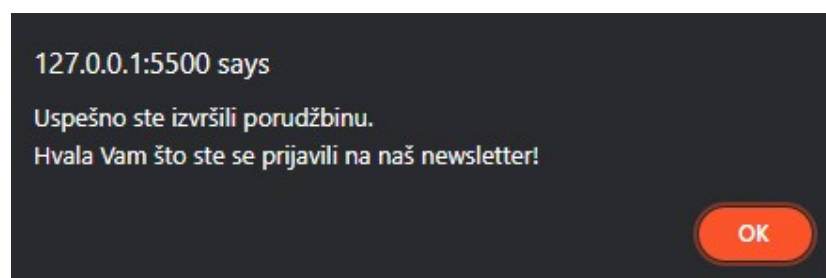 127.0.0.1:5500 says
Uspešno ste izvršili porudžbinu.
Hvala Vam što ste se prijavili na naš newsletter!
OK